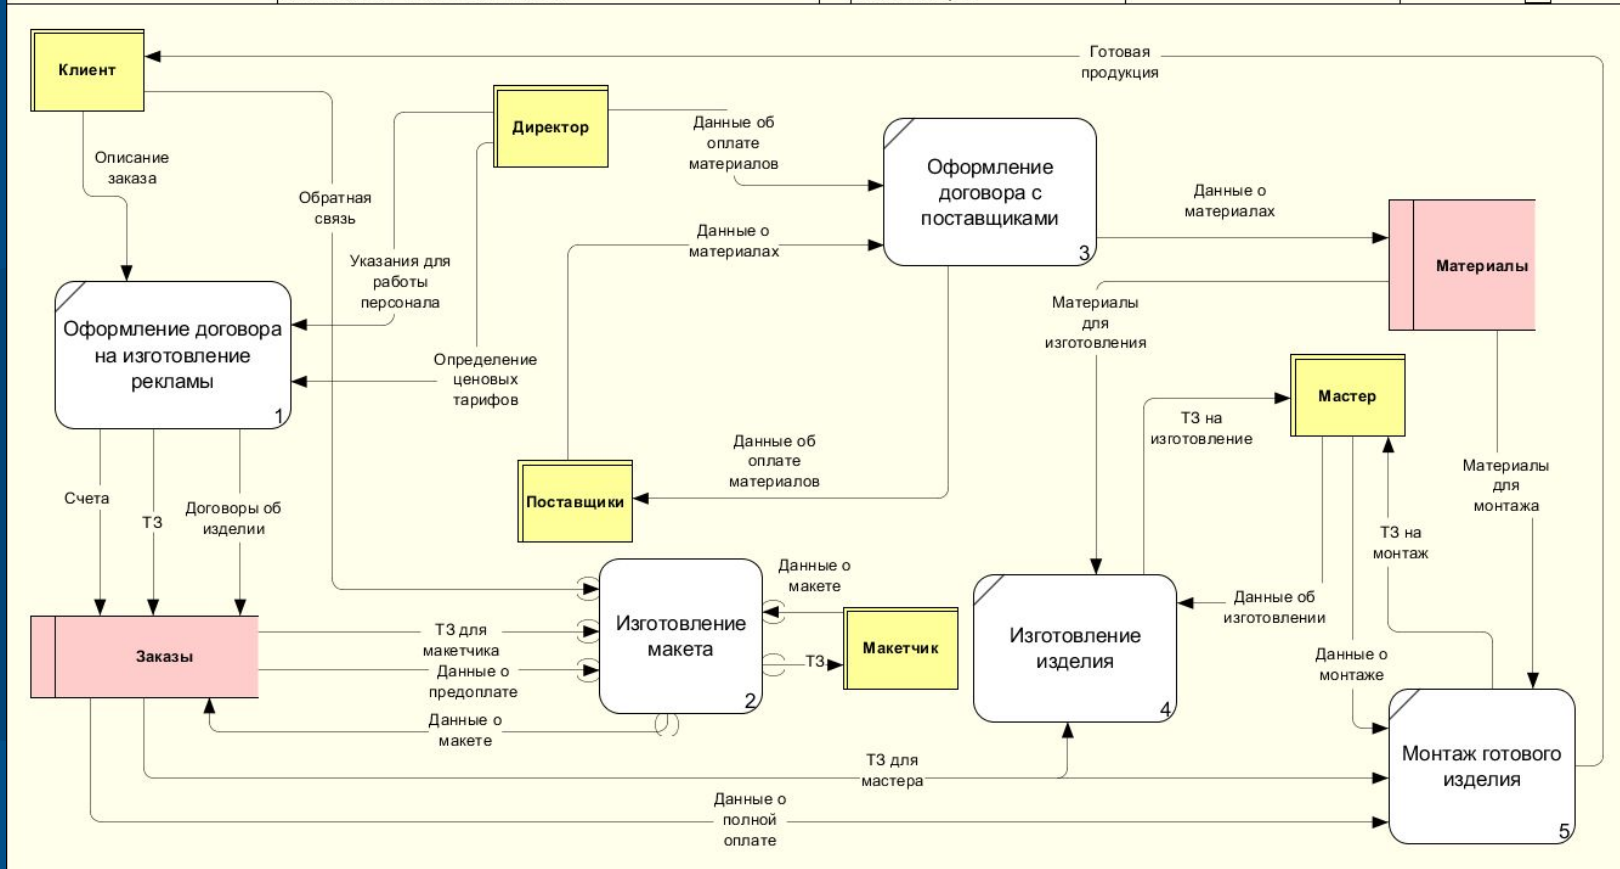 Готовая
продукция
Клиент
Директор
Данные об
оплате
материалов
Описание
заказа
Оформление
договора с
поставщиками
3
Обратная
связь
Данные о
материалах
Данные о
материалах
Указания для
работы
персонала
Материалы
Оформление договора
на изготовление
рекламы
1
Материалы
для
изготовления
Определение
ценовых
тарифов
Мастер
ТЗ на
изготовление
Данные об
оплате
материалов
Материалы
для
монтажа
Счета
ТЗ
Договоры об
изделии
Поставщики
ТЗ на
монтаж
Данные о
макете
Данные об
изготовлении
Изготовление
макета
2
Изготовление
изделия
4
Заказы
ТЗ для
макетчика
Данные о
предоплате
Макетчик
ТЗ
Данные о
монтаже
Данные о
макете
Монтаж готового
изделия
5
ТЗ для
мастера
Данные о
полной
оплате